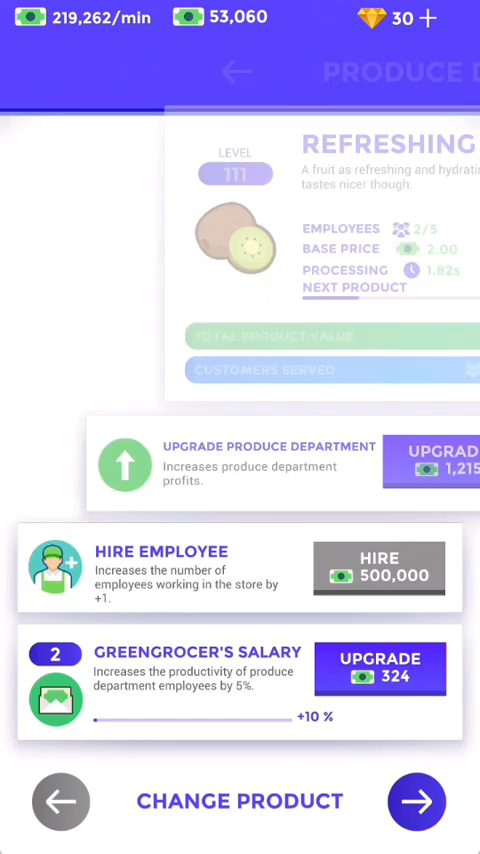 219,262/min 53,060 30
PRODUCE D
REFRESHING
LEVEL
111
A fruit as refreshing and hydrati
tastes nicer though.
EMPLOYEES 2/5
BASE PRICE 2.00
PROCESSING 1.82s
NEXT PRODUCT
TOTAL PRODUCT VALUE
CUSTOMERS SERVED
UPGRADE PRODUCE DEPARTMENT
Increases produce department
profits.
UPGRAD
1,215
HIRE EMPLOYEE
Increases the number of
employees working in the store by
+1.
HIRE
500,000
2
GREENGROCER'S SALARY
Increases the productivity of produce
department employees by 5%.
+10 %
UPGRADE
324
CHANGE PRODUCT